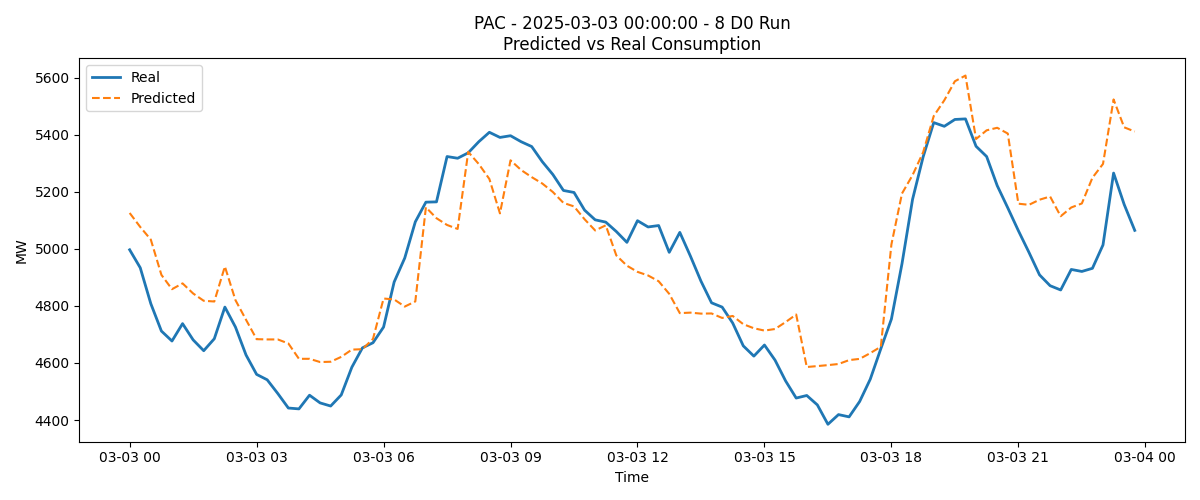 PAC - 2025-03-03 00:00:00 - 8 D0 Run
Predicted vs Real Consumption
Real
Predicted
MW
5600
5400
5200
5000
4800
4600
4400
03-03 00
03-03 03
03-03 06
03-03 09
03-03 12
03-03 15
03-03 18
03-03 21
03-04 00
Time